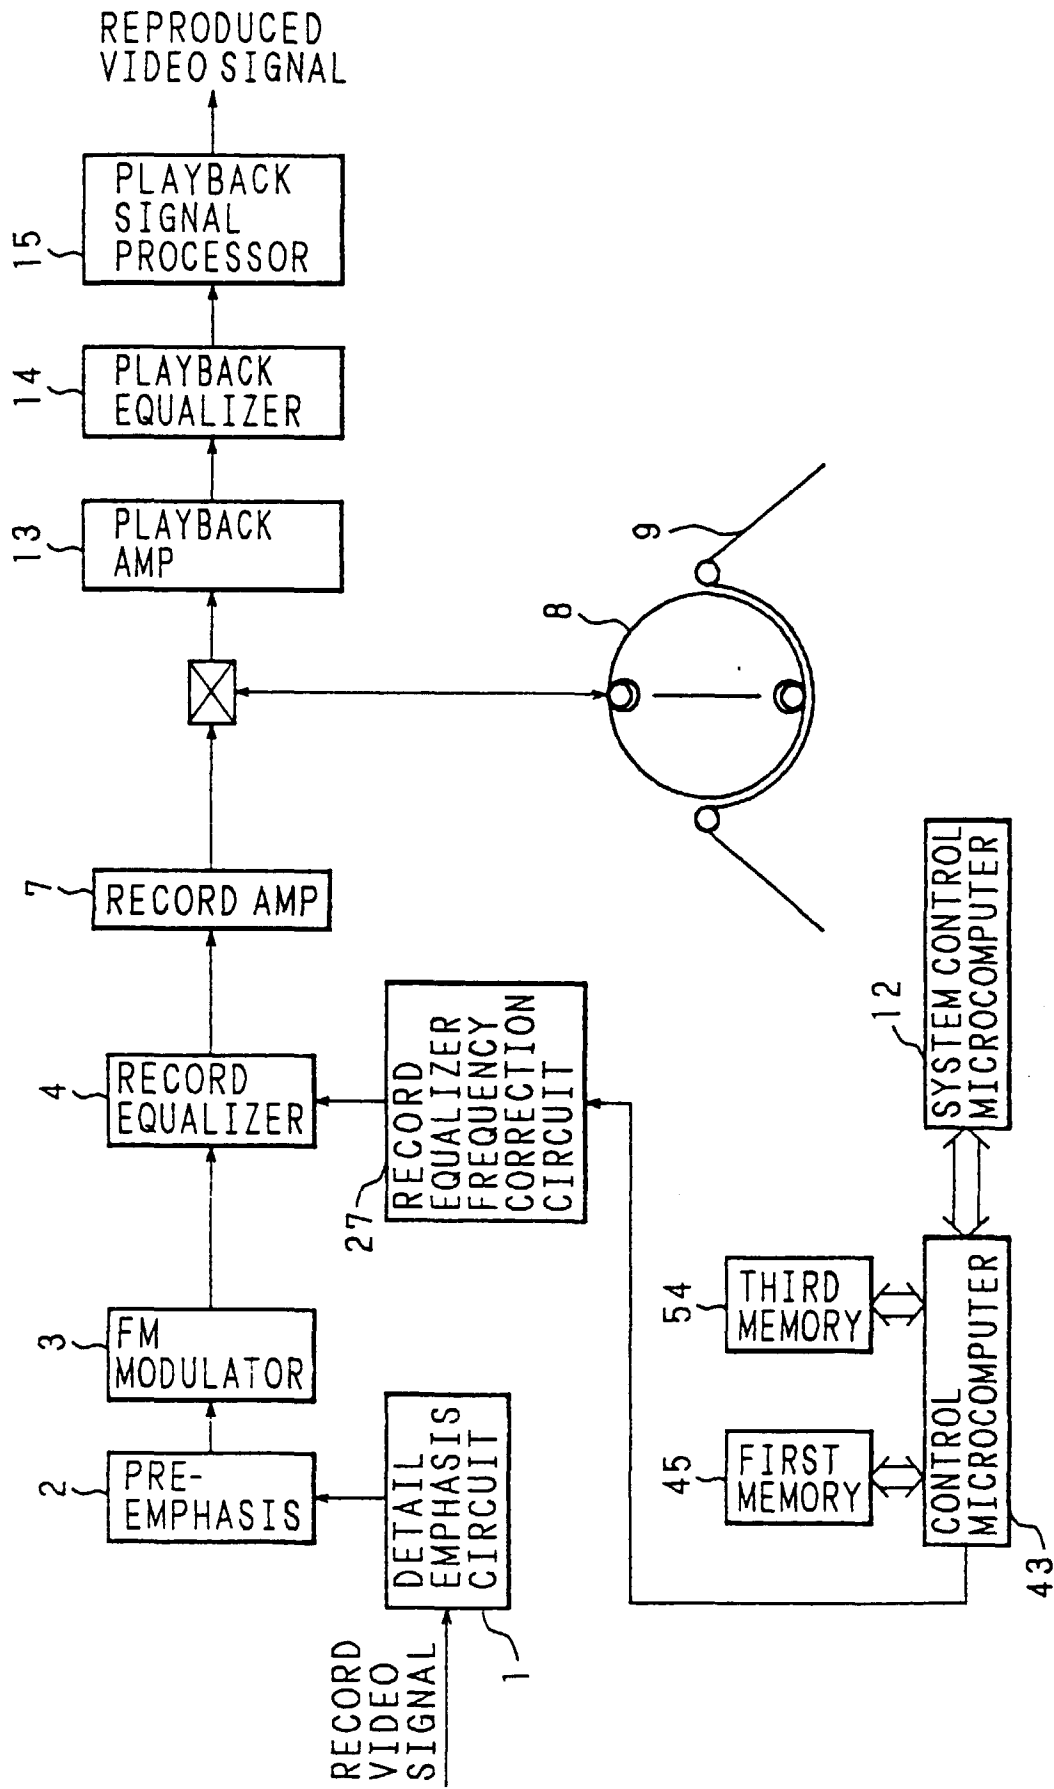 RECORD
VIDEO
SIGNAL
1
DETAIL
EMPHASIS
CIRCUIT
2
PRE-
EMPHASIS
3
FM
MODULATOR
4
RECORD
EQUALIZER
27
RECORD
EQUALIZER
FREQUENCY
CORRECTION
CIRCUIT
7
RECORD AMP
13
PLAYBACK
AMP
14
PLAYBACK
EQUALIZER
15
PLAYBACK
SIGNAL
PROCESSOR
REPRODUCED
VIDEO SIGNAL
8
9
45
FIRST
MEMORY
54
THIRD
MEMORY
43
CONTROL
MICROCOMPUTER
12
SYSTEM CONTROL
MICROCOMPUTER